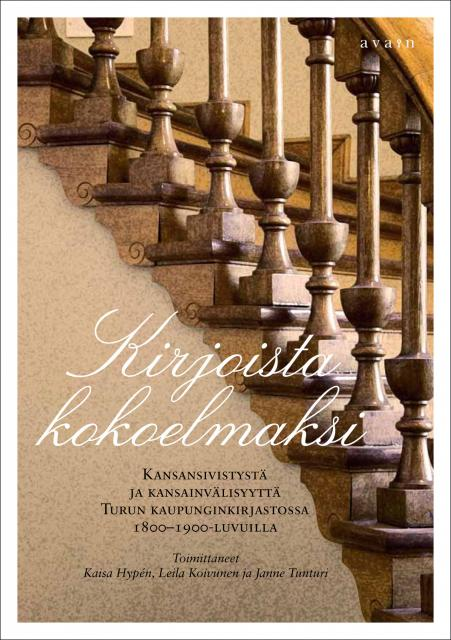 avain
Kirjoista
kokoelmaksi
Kansansivistystä
ja kansainvälisyyttä
Turun kaupunginkirjastossa
1800–1900-luvuilla
Toimittaneet
Kaisa Hypén, Leila Koivunen ja Janne Tunturi